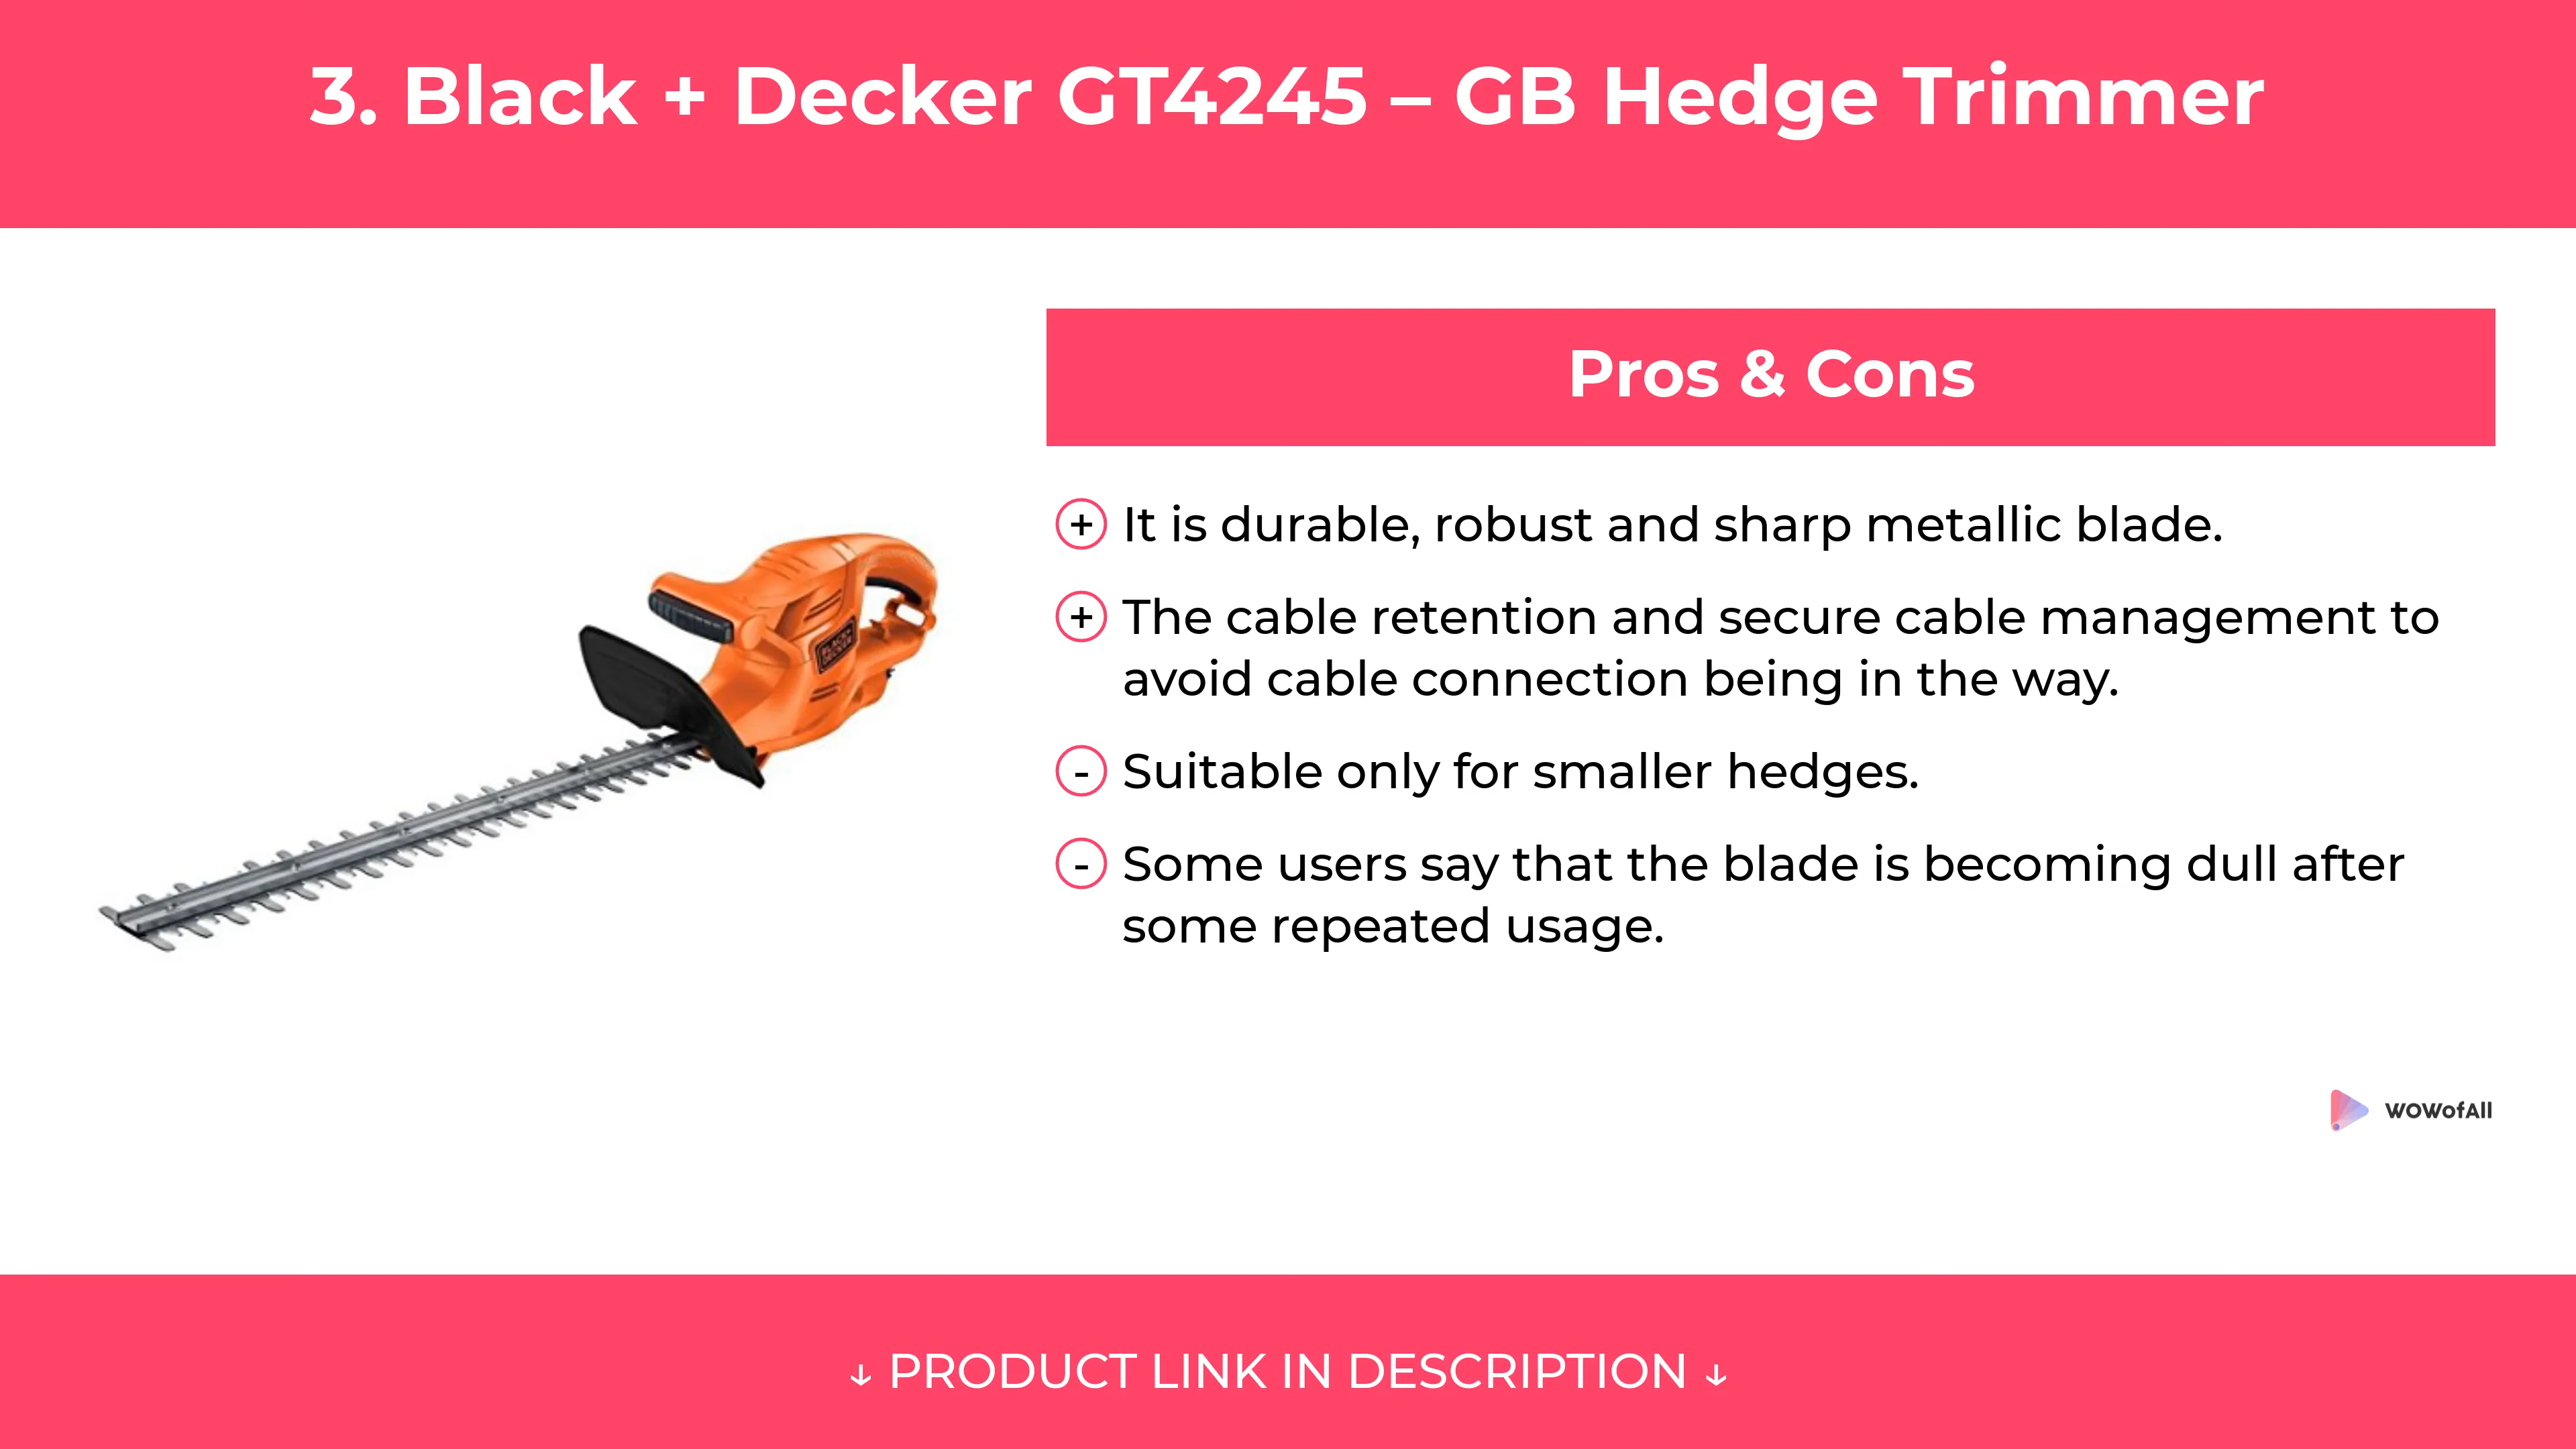 3. Black + Decker GT4245 – GB Hedge Trimmer
Pros & Cons
+ It is durable, robust and sharp metallic blade.
+ The cable retention and secure cable management to
avoid cable connection being in the way.
- Suitable only for smaller hedges.
- Some users say that the blade is becoming dull after
some repeated usage.
BLACK+
DECKER
WOWofAll
↓ PRODUCT LINK IN DESCRIPTION ↓